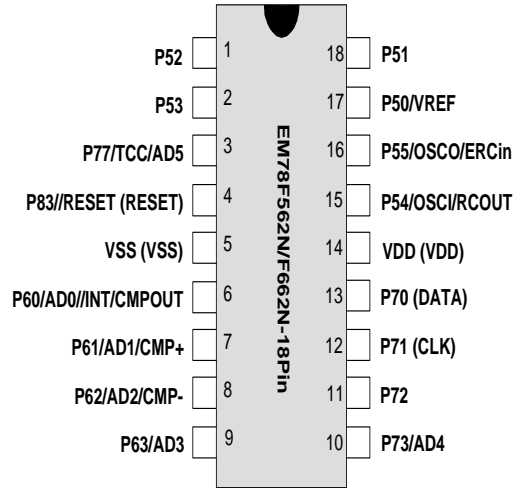 P52 1 18 P51
P53 2 17 P50/VREF
P77/TCC/AD5 3 16 P55/OSCO/ERCin
P83//RESET (RESET) 4 15 P54/OSCI/RCOUT
VSS (VSS) 5 14 VDD (VDD)
P60/AD0//INT/CMPOUT 6 13 P70 (DATA)
P61/AD1/CMP+ 7 12 P71 (CLK)
P62/AD2/CMP- 8 11 P72
P63/AD3 9 10 P73/AD4
EM78F562N/F662N-18Pin